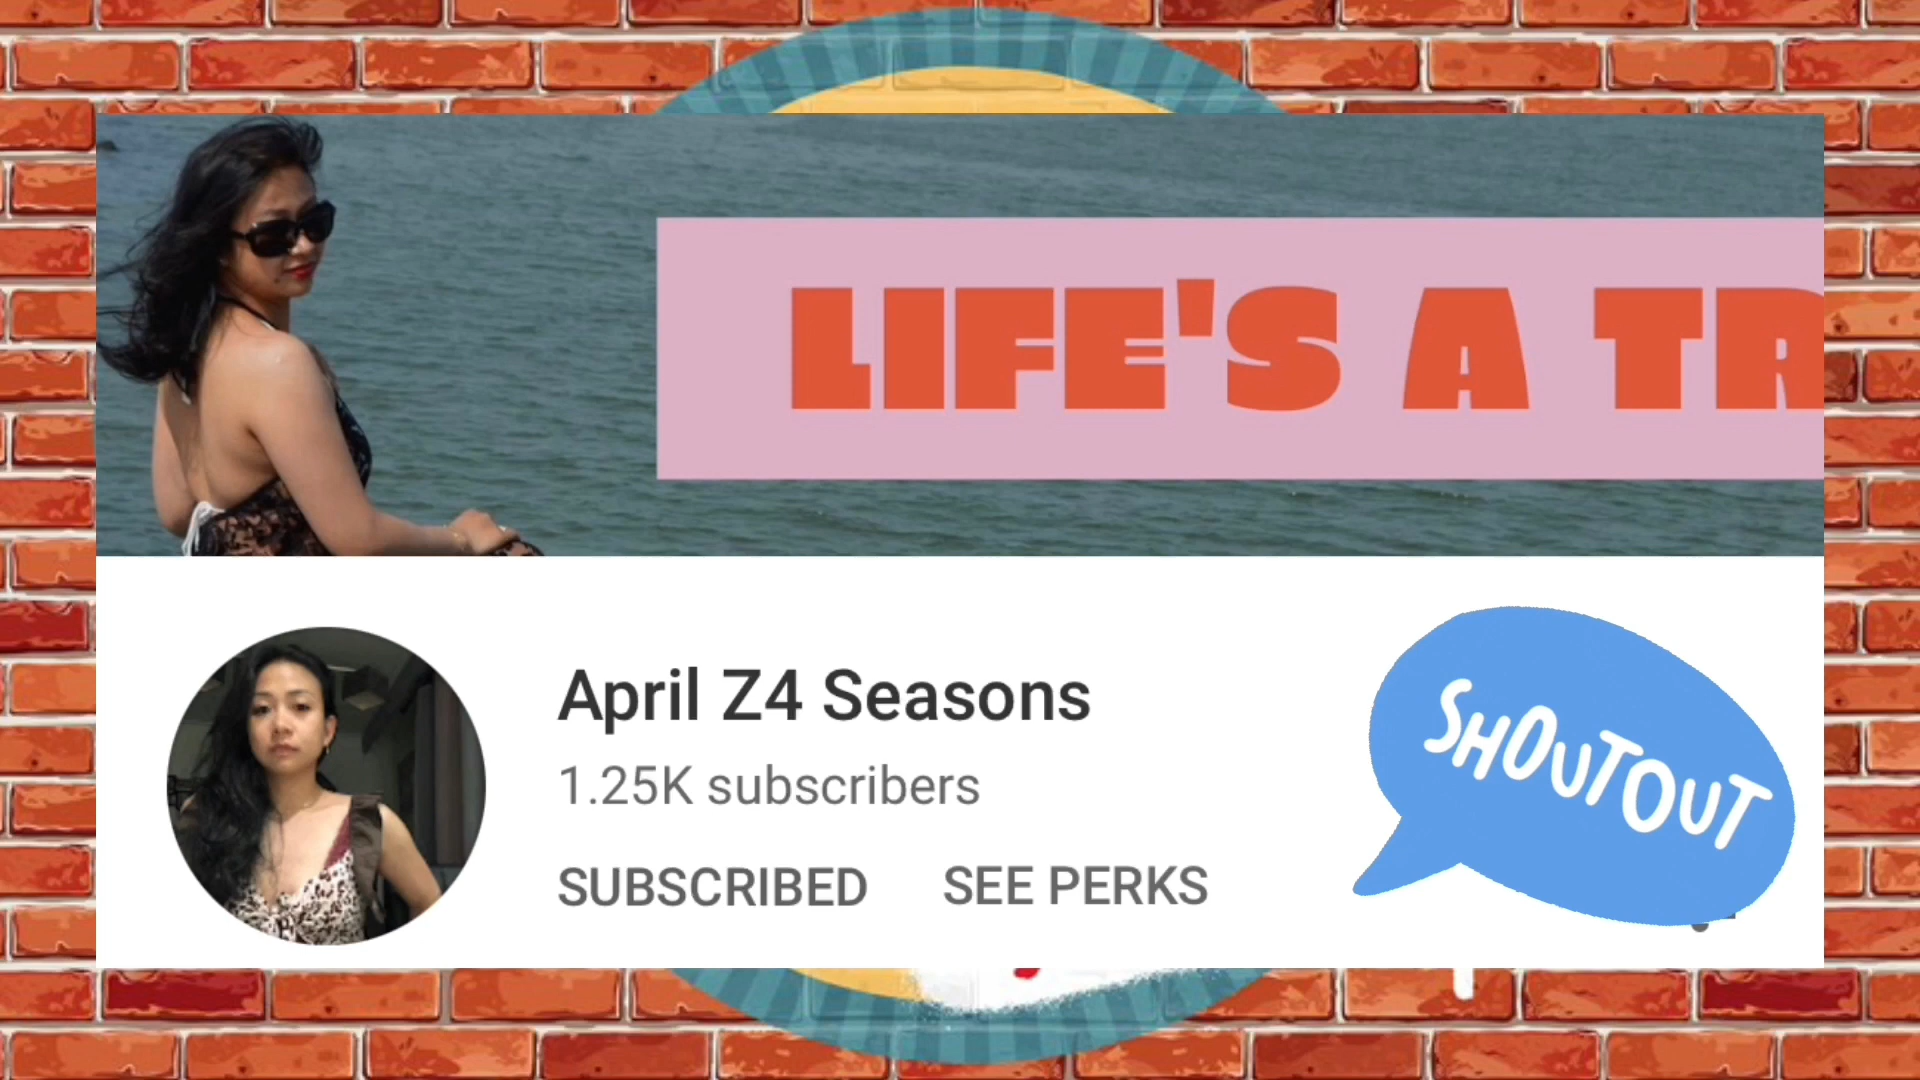 LIFE'S A TR
April Z4 Seasons
1.25K subscribers
SUBSCRIBED SEE PERKS
SHOUTOUT